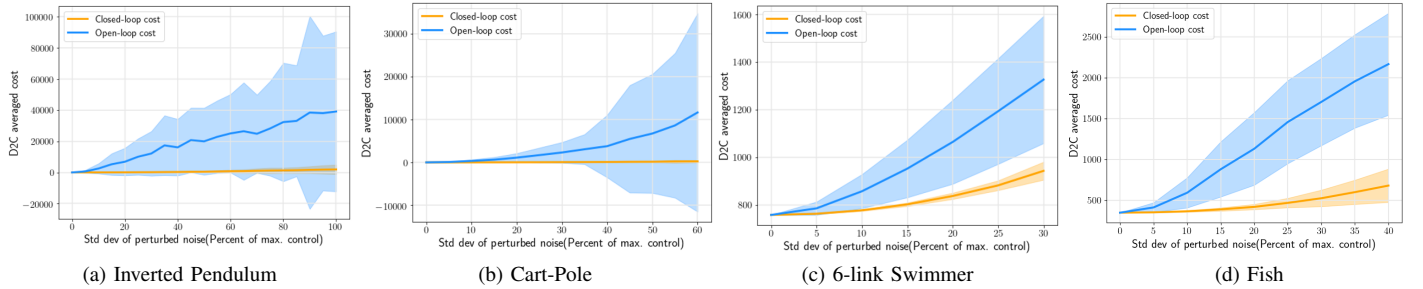 Closed-loop cost
Open-loop cost
D2C averaged cost
100000
80000
60000
40000
20000
0
−20000
0 20 40 60 80 100
Std dev of perturbed noise(Percent of max. control)
(a) Inverted Pendulum
Closed-loop cost
Open-loop cost
D2C averaged cost
30000
20000
10000
0
−10000
0 10 20 30 40 50 60
Std dev of perturbed noise(Percent of max. control)
(b) Cart-Pole
Closed-loop cost
Open-loop cost
D2C averaged cost
1600
1400
1200
1000
800
0 5 10 15 20 25 30
Std dev of perturbed noise(Percent of max. control)
(c) 6-link Swimmer
Closed-loop cost
Open-loop cost
D2C averaged cost
2500
2000
1500
1000
500
0 5 10 15 20 25 30 35 40
Std dev of perturbed noise(Percent of max. control)
(d) Fish